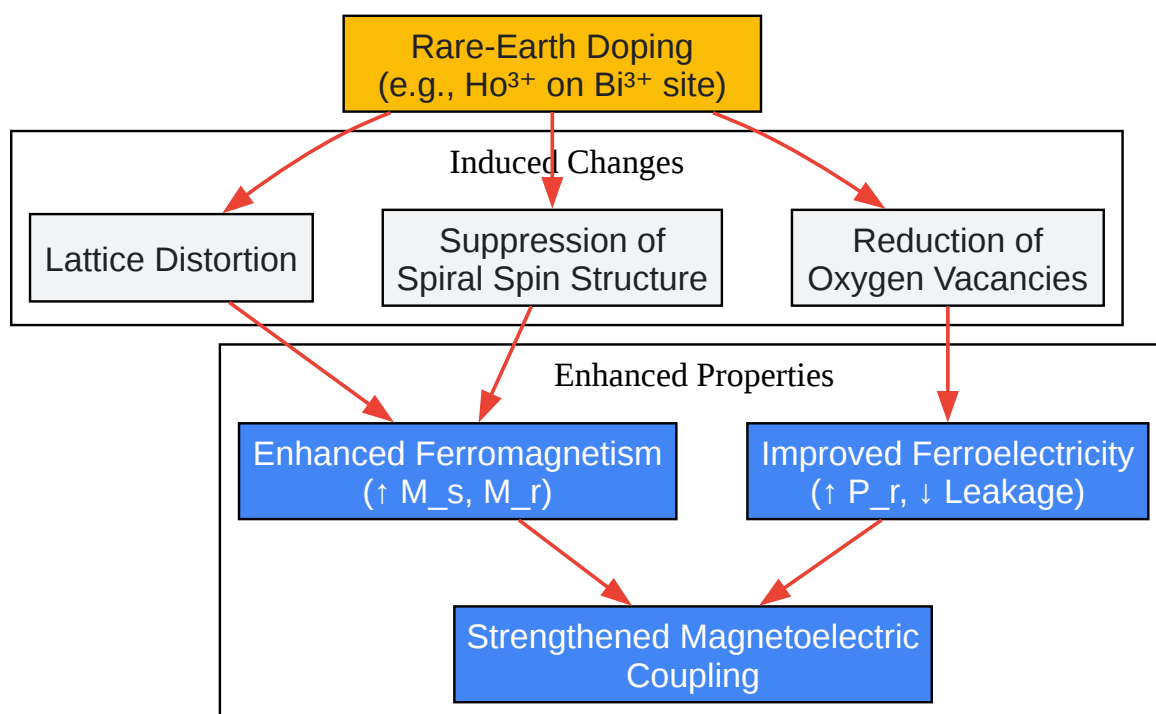 Rare-Earth Doping
(e.g., Ho³⁺ on Bi³⁺ site)
Induced Changes
Lattice Distortion
Suppression of
Spiral Spin Structure
Reduction of
Oxygen Vacancies
Enhanced Properties
Enhanced Ferromagnetism
(↑ M_s, M_r)
Improved Ferroelectricity
(↑ P_r, ↓ Leakage)
Strengthened Magnetoelectric
Coupling